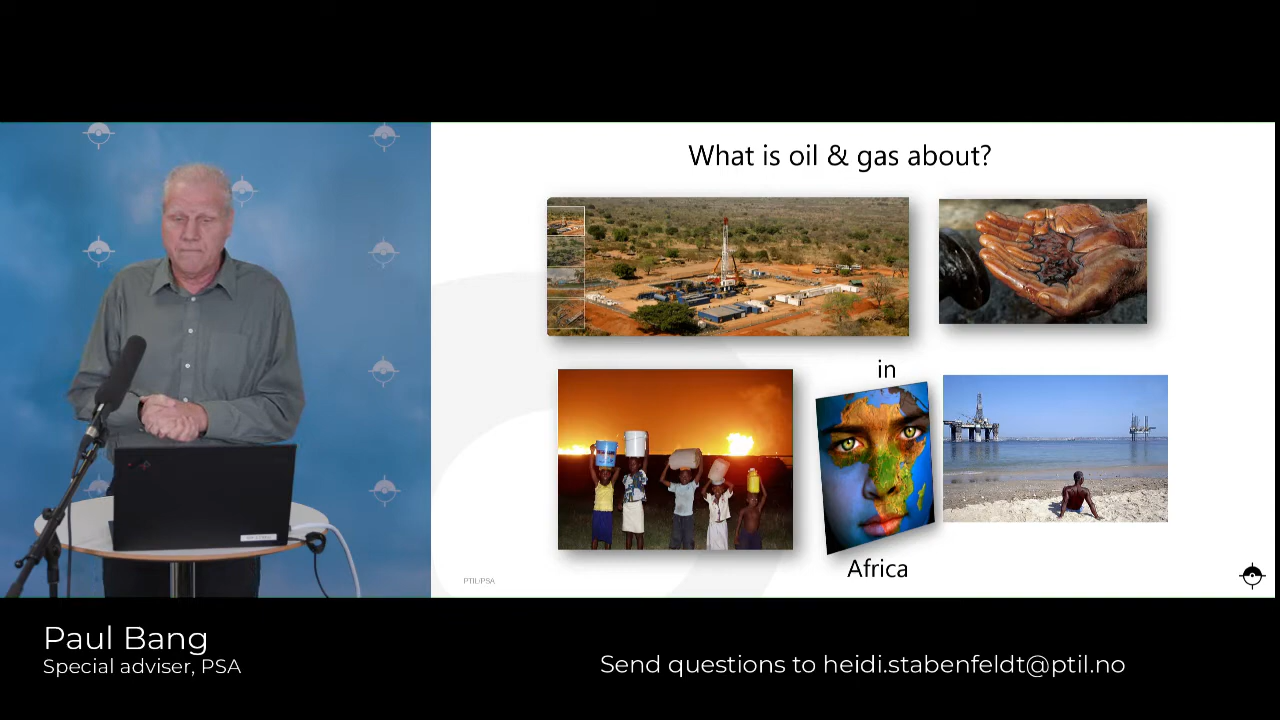 What is oil & gas about?
in
Africa
PTIL/PSA
Paul Bang
Special adviser, PSA
Send questions to heidi.stabenfeldt@ptil.no